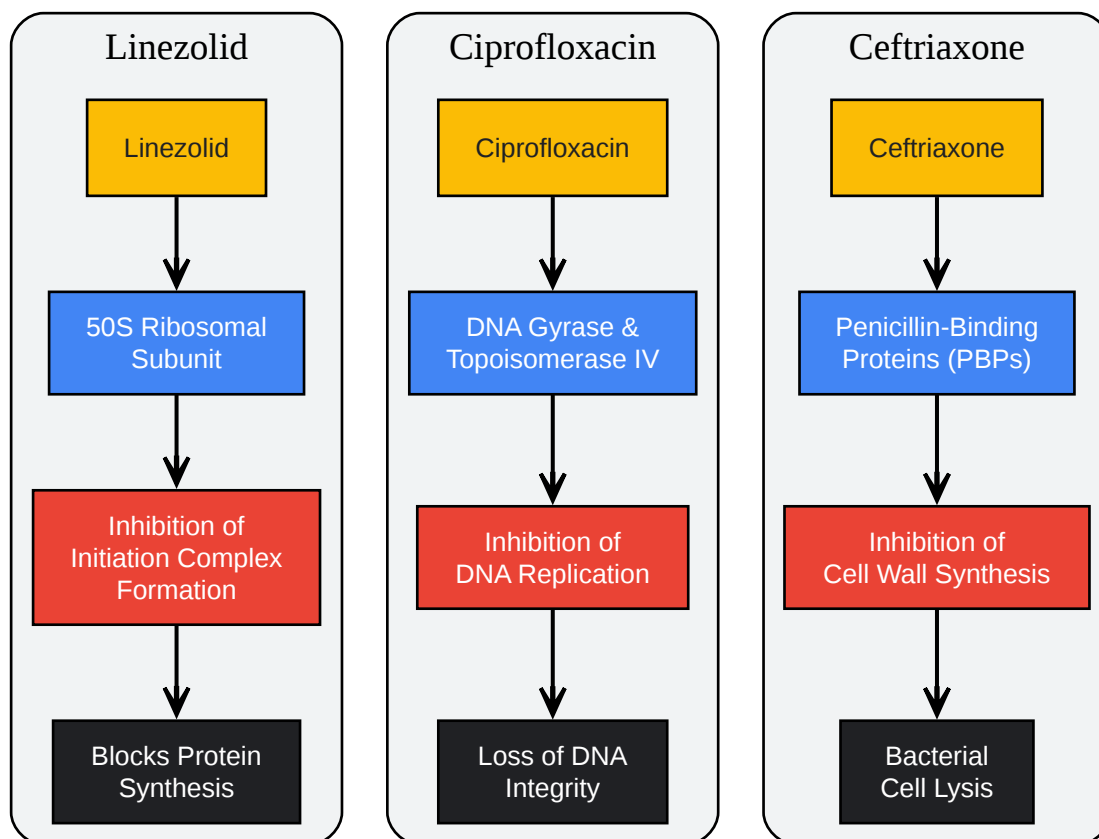 Linezolid
Linezolid
50S Ribosomal
Subunit
Inhibition of
Initiation Complex
Formation
Blocks Protein
Synthesis
Ciprofloxacin
Ciprofloxacin
DNA Gyrase &
Topoisomerase IV
Inhibition of
DNA Replication
Loss of DNA
Integrity
Ceftriaxone
Ceftriaxone
Penicillin-Binding
Proteins (PBPs)
Inhibition of
Cell Wall Synthesis
Bacterial
Cell Lysis